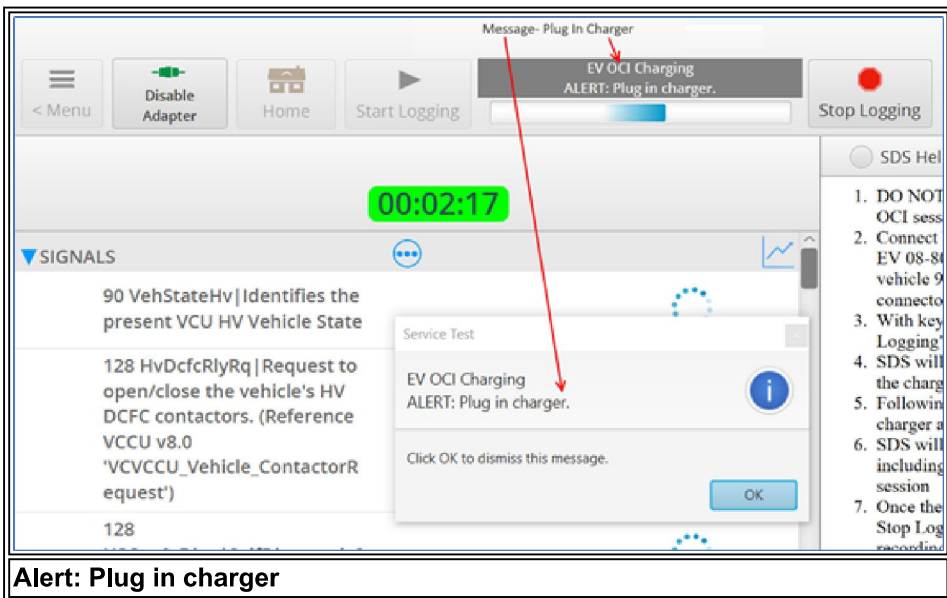 Message- Plug In Charger
< Menu
Disable
Adapter
Home
Start Logging
EV OCI Charging
ALERT: Plug in charger.
Stop Logging
00:02:17
SIGNALS
90 VehStateHv|Identifies the
present VCU HV Vehicle State
128 HvDcfcRlyRq|Request to
open/close the vehicle's HV
DCFC contactors. (Reference
VCCU v8.0
'VCVCCU_Vehicle_ContactorR
equest')
128
Service Test
EV OCI Charging
ALERT: Plug in charger.
Click OK to dismiss this message.
OK
SDS Hel
1. DO NOT
OCI sess
2. Connect
EV 08-80
vehicle 9
connecto
3. With key
Logging"
4. SDS will
the charg
5. Followin
charger a
6. SDS will
including
session
7. Once the
Stop Log
recording
Alert: Plug in charger